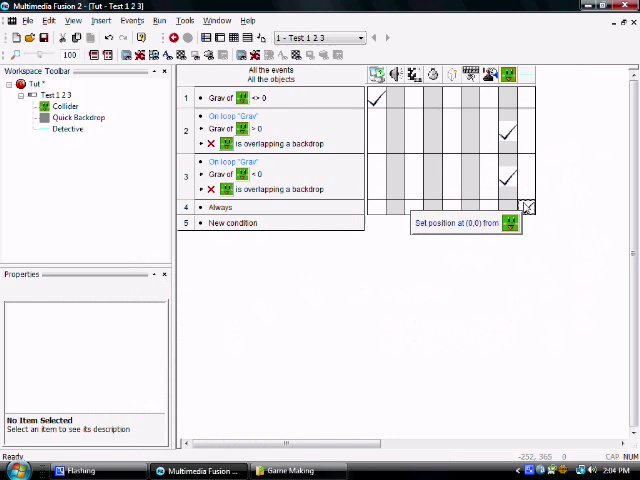 Multimedia Fusion 2 - [Tut - Test 1 2 3]
File Edit View Insert Events Run Tools Window Help
1 - Test 1 2 3
100
Workspace Toolbar
Tut *
Test 1 2 3
Collider
Quick Backdrop
Detective
All the events
All the objects
1 Grav of <> 0
On loop "Grav"
2 Grav of > 0
X is overlapping a backdrop
On loop "Grav"
3 Grav of < 0
X is overlapping a backdrop
4 Always
5 New condition
Set position at (0,0) from
Properties
No Item Selected
Select an item to see its description
Ready
-252, 365 0
CAP NUM
Flashing
Multimedia Fusion ...
Game Making
2:04 PM